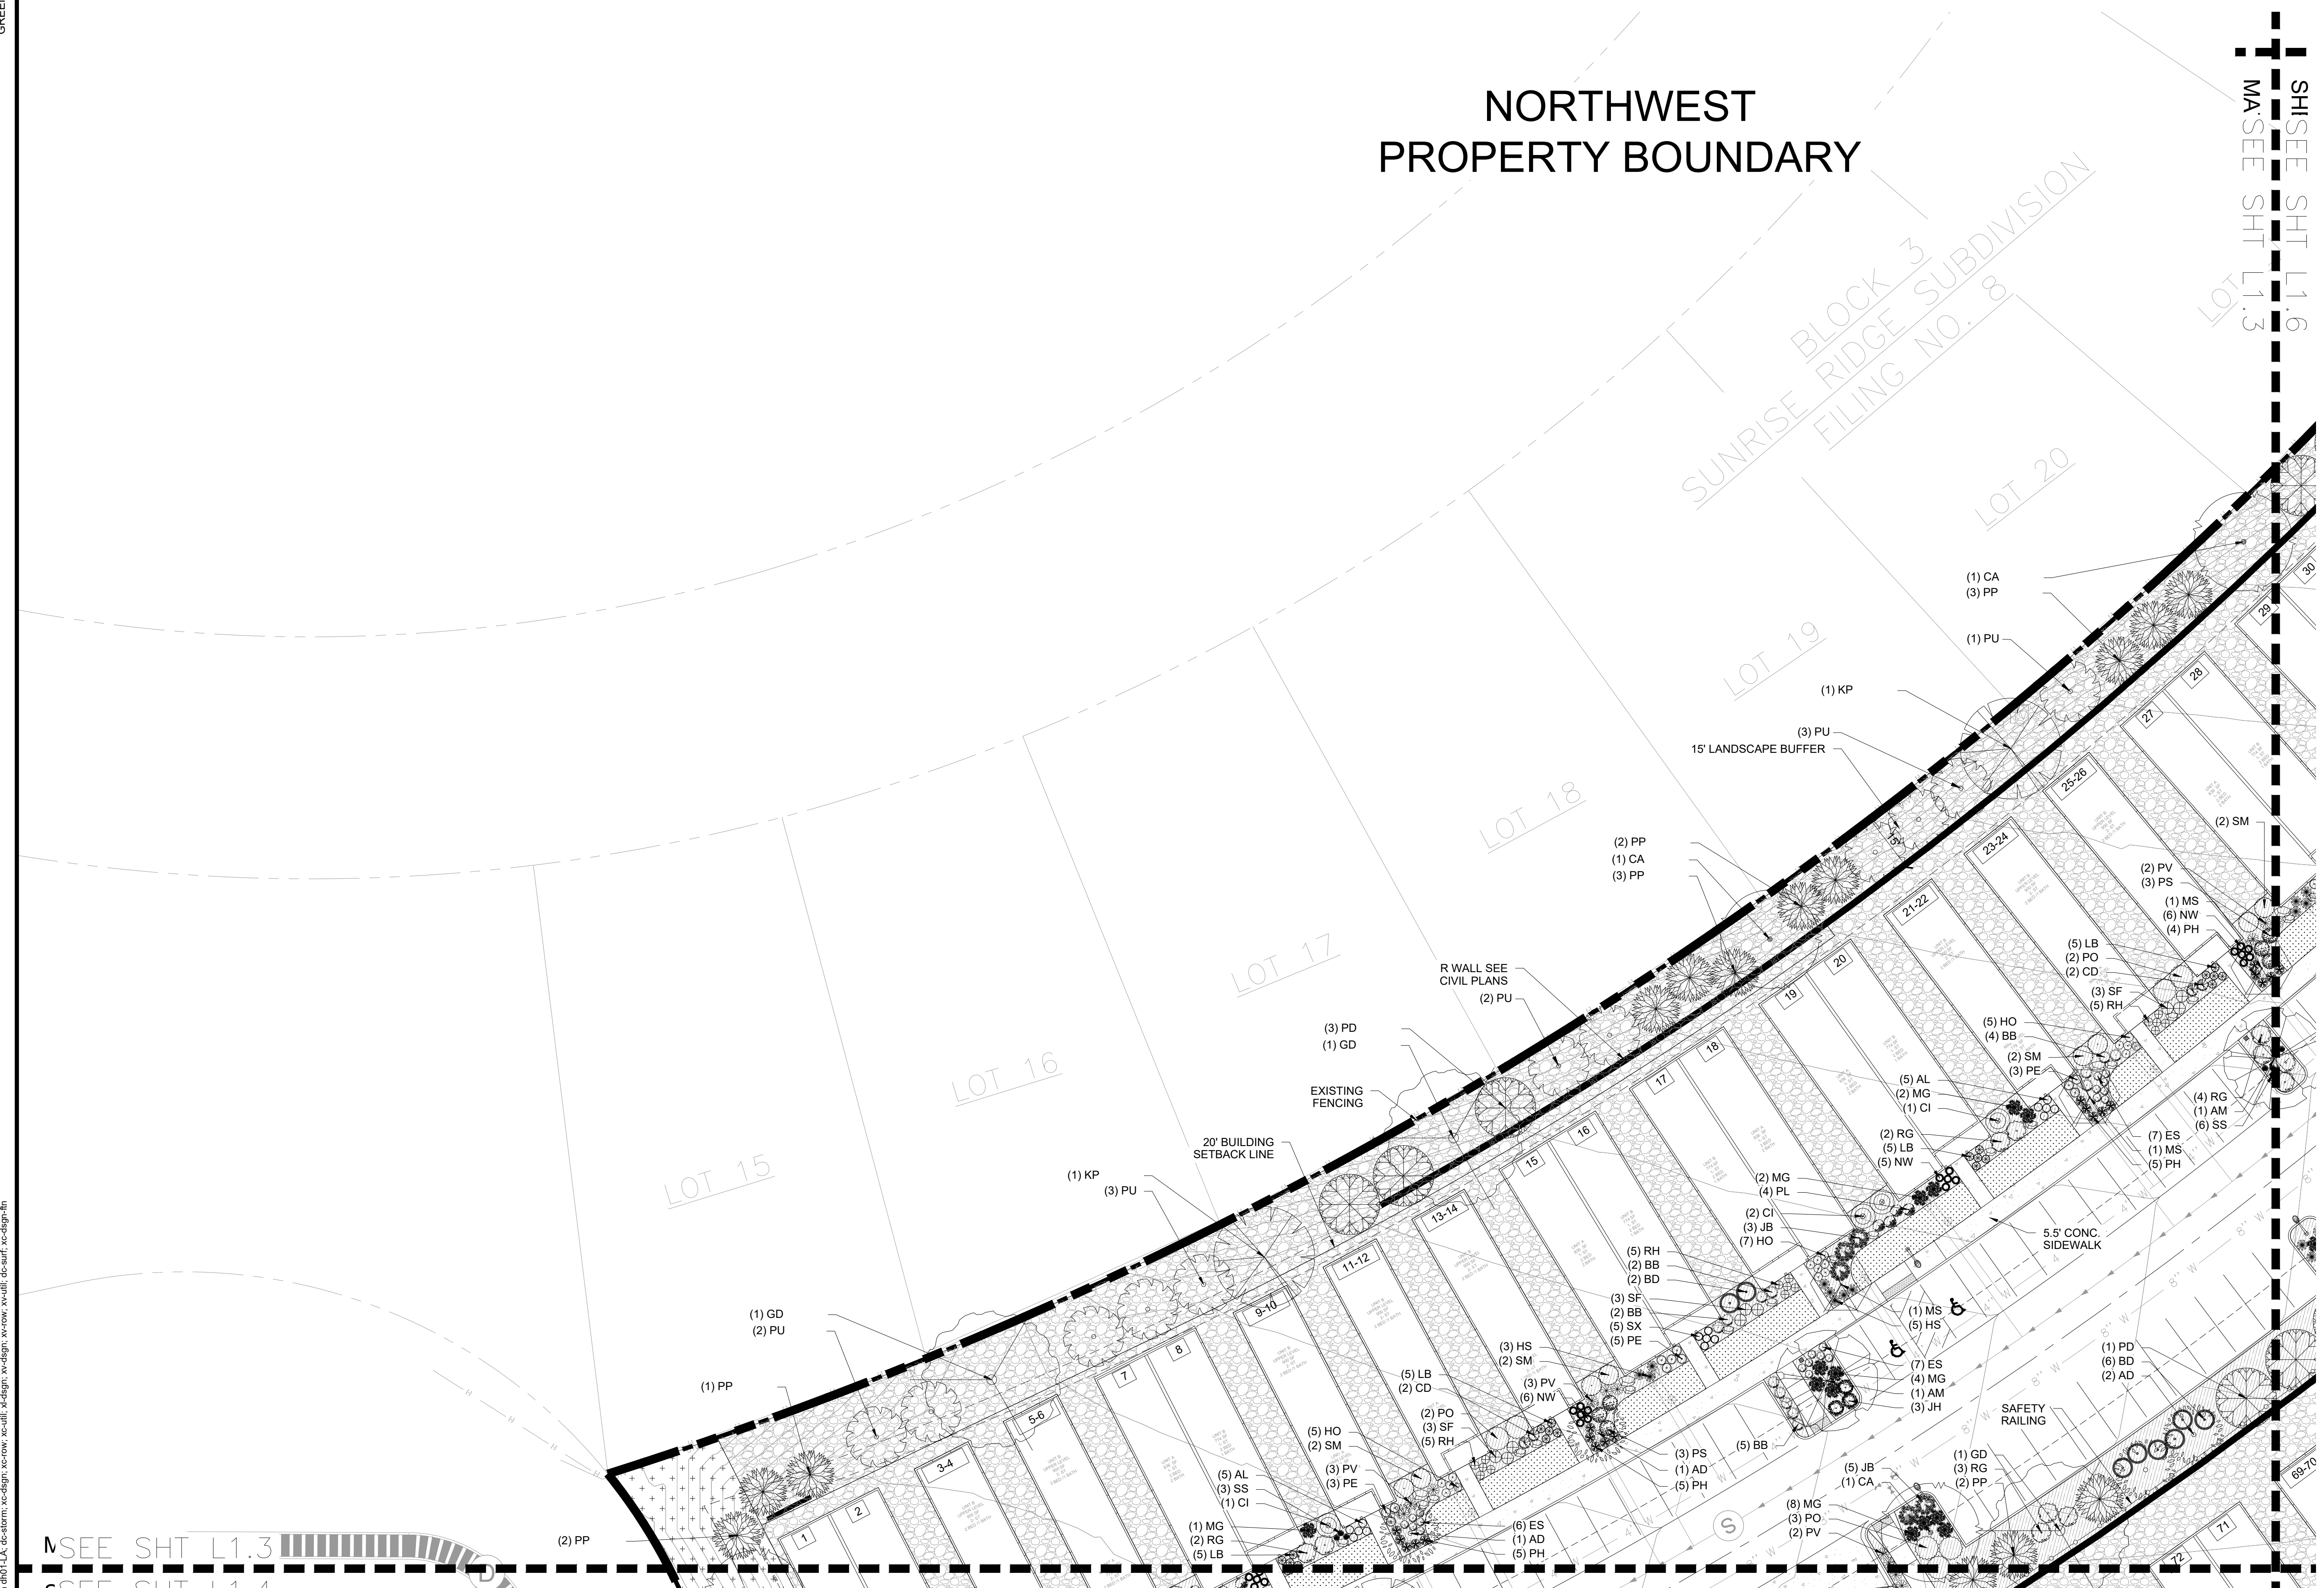 NORTHWEST
PROPERTY BOUNDARY
SEE SHT L1.3
SEE SHT L1.6
BLOCK 3
SUNRISE RIDGE SUBDIVISION
FILING NO. 8
LOT
LOT 20
LOT 19
LOT 18
LOT 17
LOT 16
LOT 15
(1) CA
(3) PP
(1) PU
(1) KP
(3) PU
15' LANDSCAPE BUFFER
15'
(2) PP
(1) CA
(3) PP
R WALL SEE
CIVIL PLANS
(2) PU
(3) PD
(1) GD
EXISTING
FENCING
20' BUILDING
SETBACK LINE
(1) KP
(3) PU
(1) GD
(2) PU
(1) PP
(2) PP
30
29
28
27
25-26
23-24
21-22
20
19
18
17
16
15
13-14
11-12
9-10
8
7
5-6
3-4
2
1
(2) SM
(2) PV
(3) PS
(1) MS
(6) NW
(4) PH
(5) LB
(2) PO
(2) CD
(3) SF
(5) RH
(5) HO
(4) BB
(2) SM
(3) PE
(5) AL
(2) MG
(1) CI
(2) RG
(5) LB
(5) NW
(2) MG
(4) PL
(2) CI
(3) JB
(7) HO
(5) RH
(2) BB
(2) BD
(3) SF
(2) BB
(5) SX
(5) PE
(3) HS
(2) SM
(3) PV
(6) NW
(5) LB
(2) CD
(2) PO
(3) SF
(5) RH
(5) HO
(2) SM
(3) PV
(3) PE
(5) AL
(3) SS
(1) CI
(1) MG
(2) RG
(5) LB
(4) RG
(1) AM
(6) SS
(7) ES
(1) MS
(5) PH
5.5' CONC.
SIDEWALK
(1) MS
(5) HS
(7) ES
(4) MG
(1) AM
(3) JH
(5) BB
(3) PS
(1) AD
(5) PH
(6) ES
(1) AD
(5) PH
(1) PD
(6) BD
(2) AD
SAFETY
RAILING
(1) GD
(3) RG
(2) PP
(5) JB
(1) CA
(8) MG
(3) PO
(2) PV
69-70
71
72
8" W
4" W
S
D
SEE SHT L1.3
SEE SHT L1.4